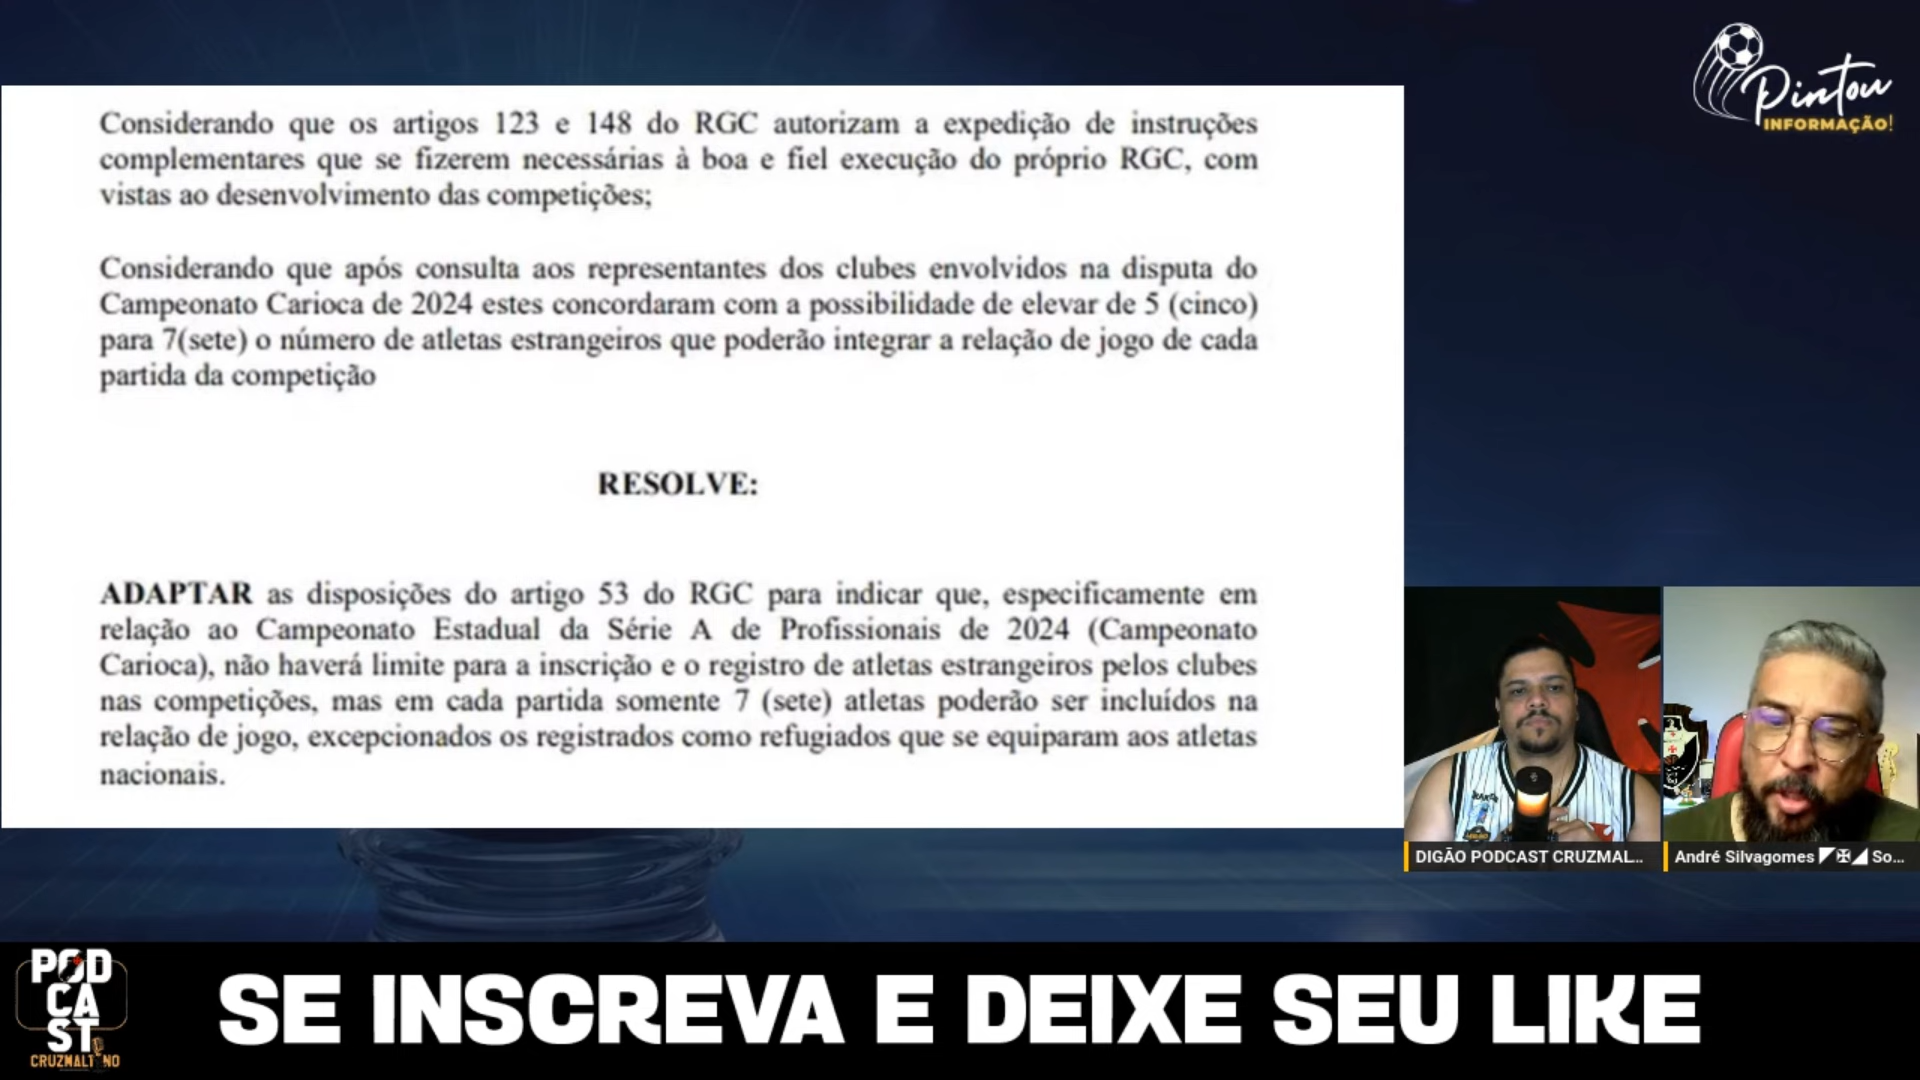 Pintou
INFORMAÇÃO!
Considerando que os artigos 123 e 148 do RGC autorizam a expedição de instruções
complementares que se fizerem necessárias à boa e fiel execução do próprio RGC, com
vistas ao desenvolvimento das competições;
Considerando que após consulta aos representantes dos clubes envolvidos na disputa do
Campeonato Carioca de 2024 estes concordaram com a possibilidade de elevar de 5 (cinco)
para 7(sete) o número de atletas estrangeiros que poderão integrar a relação de jogo de cada
partida da competição
RESOLVE:
ADAPTAR as disposições do artigo 53 do RGC para indicar que, especificamente em
relação ao Campeonato Estadual da Série A de Profissionais de 2024 (Campeonato
Carioca), não haverá limite para a inscrição e o registro de atletas estrangeiros pelos clubes
nas competições, mas em cada partida somente 7 (sete) atletas poderão ser incluídos na
relação de jogo, excepcionados os registrados como refugiados que se equiparam aos atletas
nacionais.
DIGÃO PODCAST CRUZMAL...
André Silvagomes ◤✠◢ So...
PODCAST
CRUZMALTINO
SE INSCREVA E DEIXE SEU LIKE